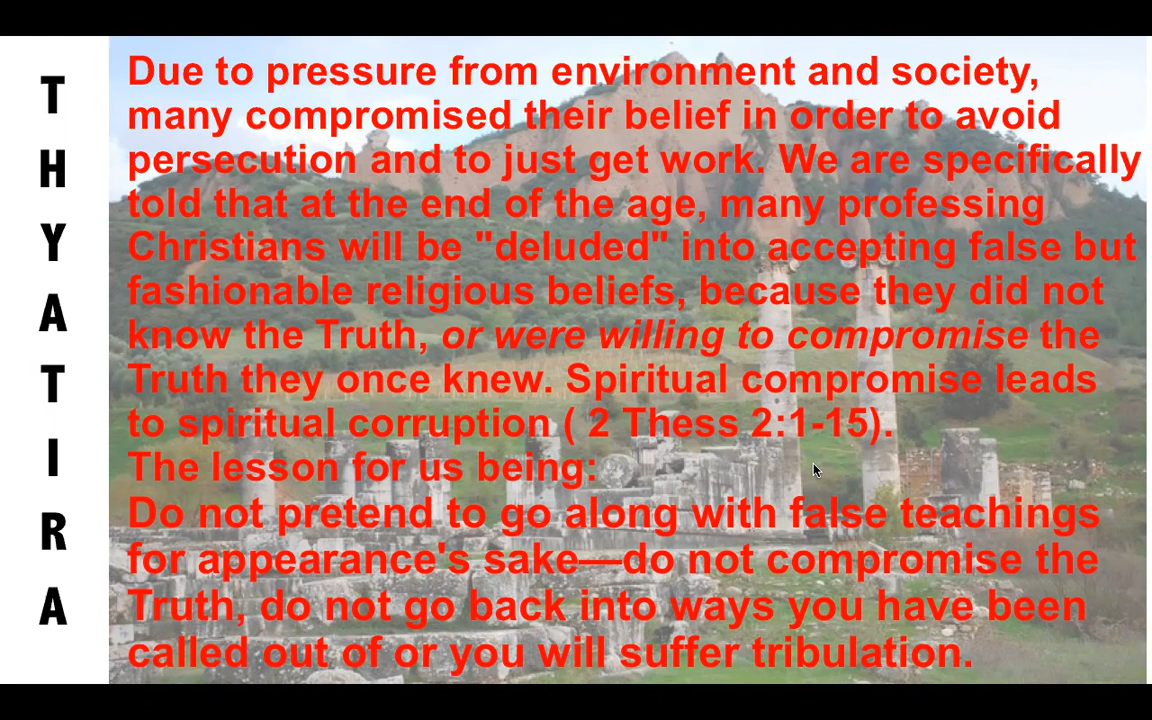 THYATIRA
Due to pressure from environment and society,
many compromised their belief in order to avoid
persecution and to just get work. We are specifically
told that at the end of the age, many professing
Christians will be "deluded" into accepting false but
fashionable religious beliefs, because they did not
know the Truth, or were willing to compromise the
Truth they once knew. Spiritual compromise leads
to spiritual corruption ( 2 Thess 2:1-15).
The lesson for us being:
Do not pretend to go along with false teachings
for appearance's sake—do not compromise the
Truth, do not go back into ways you have been
called out of or you will suffer tribulation.